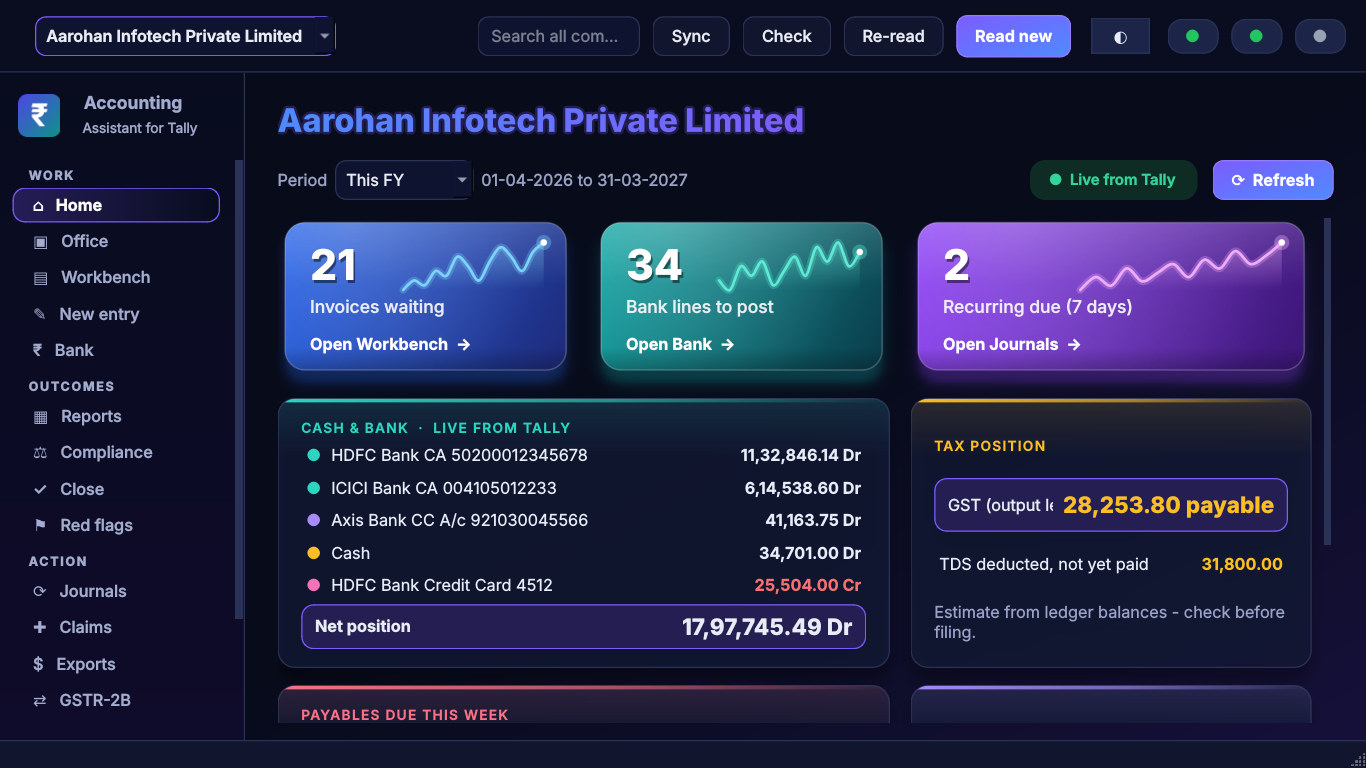 Aarohan Infotech Private Limited
Search all com...
Sync
Check
Re-read
Read new
₹
Accounting
Assistant for Tally
WORK
Home
Office
Workbench
New entry
₹ Bank
OUTCOMES
Reports
Compliance
Close
Red flags
ACTION
Journals
Claims
$ Exports
GSTR-2B
Aarohan Infotech Private Limited
Period This FY 01-04-2026 to 31-03-2027
Live from Tally
Refresh
21
Invoices waiting
Open Workbench →
34
Bank lines to post
Open Bank →
2
Recurring due (7 days)
Open Journals →
CASH & BANK · LIVE FROM TALLY
HDFC Bank CA 50200012345678 11,32,846.14 Dr
ICICI Bank CA 004105012233 6,14,538.60 Dr
Axis Bank CC A/c 921030045566 41,163.75 Dr
Cash 34,701.00 Dr
HDFC Bank Credit Card 4512 25,504.00 Cr
Net position 17,97,745.49 Dr
TAX POSITION
GST (output 28,253.80 payable
TDS deducted, not yet paid 31,800.00
Estimate from ledger balances - check before
filing.
PAYABLES DUE THIS WEEK